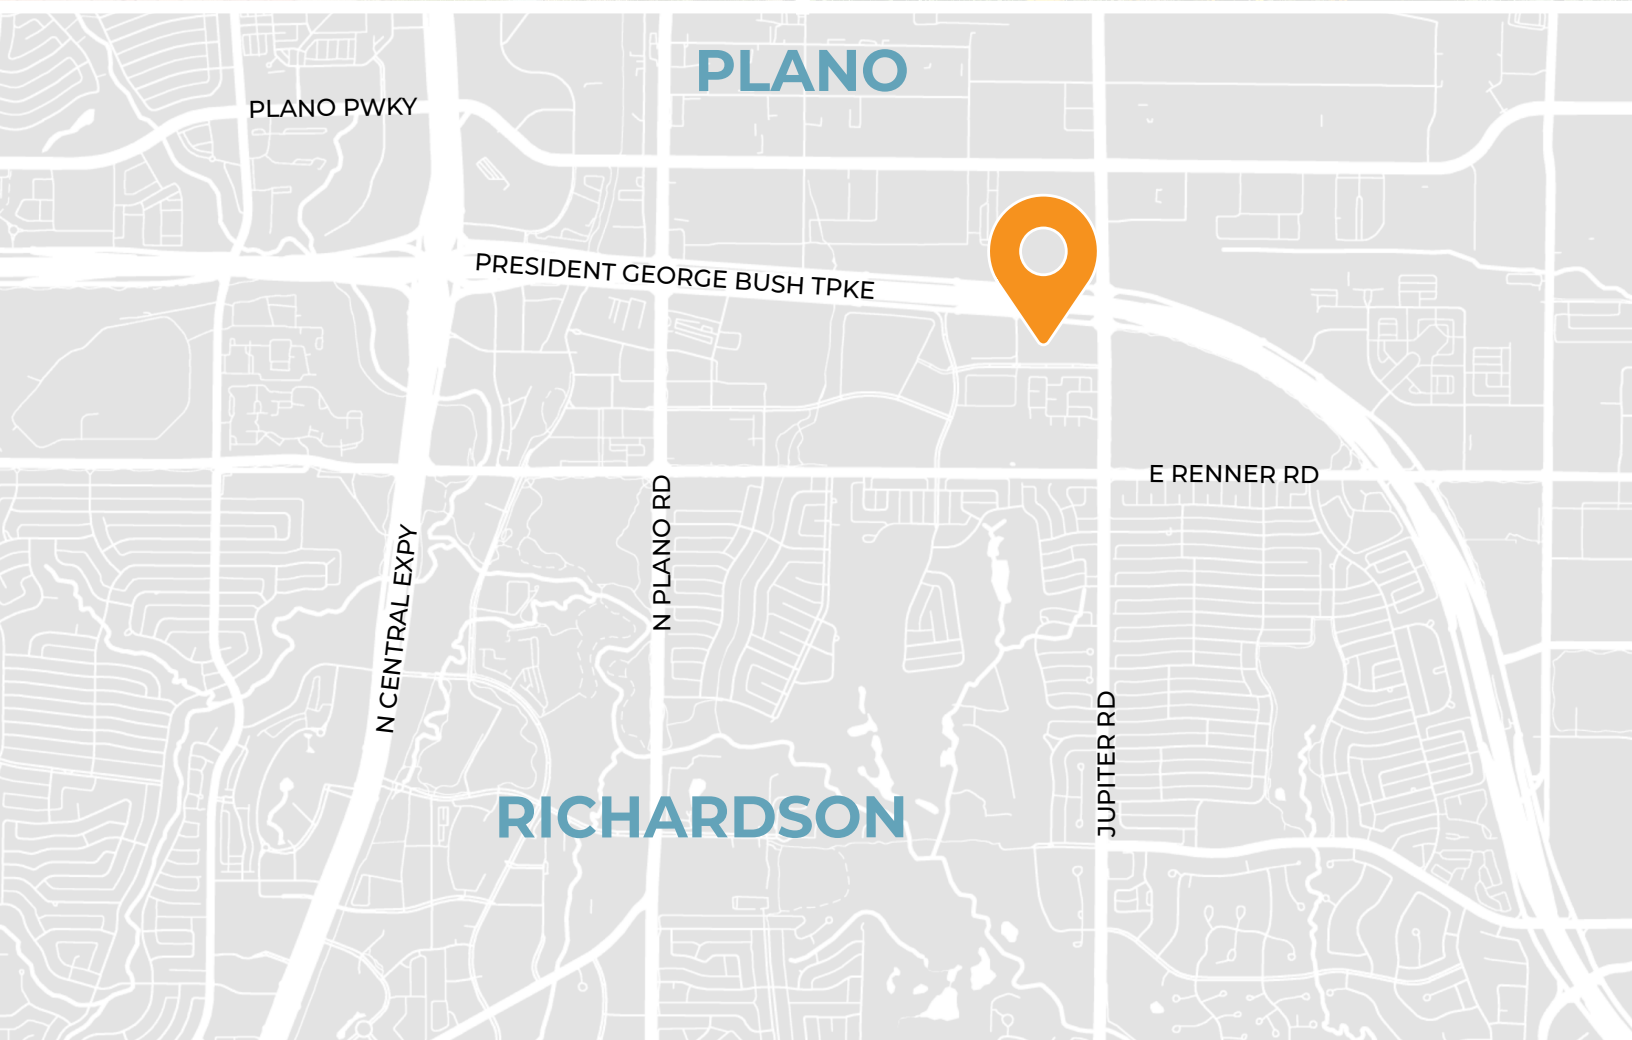 PLANO
PLANO PWKY
PRESIDENT GEORGE BUSH TPKE
E RENNER RD
N PLANO RD
N CENTRAL EXPY
JUPITER RD
RICHARDSON